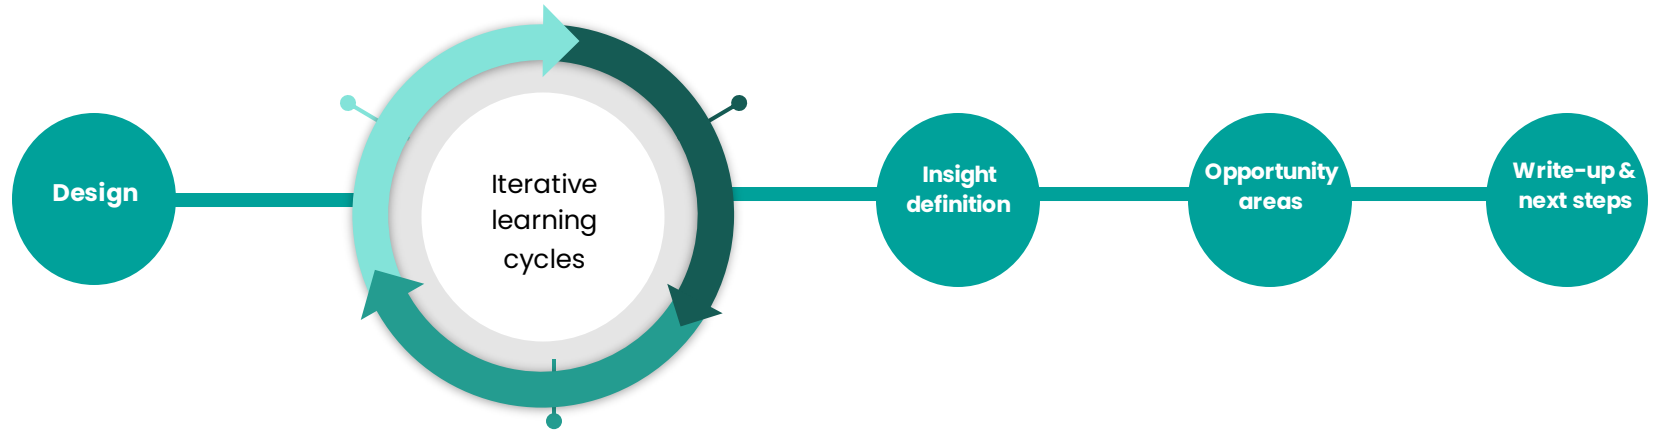 Design
Iterative
learning
cycles
Insight
definition
Opportunity
areas
Write-up &
next steps